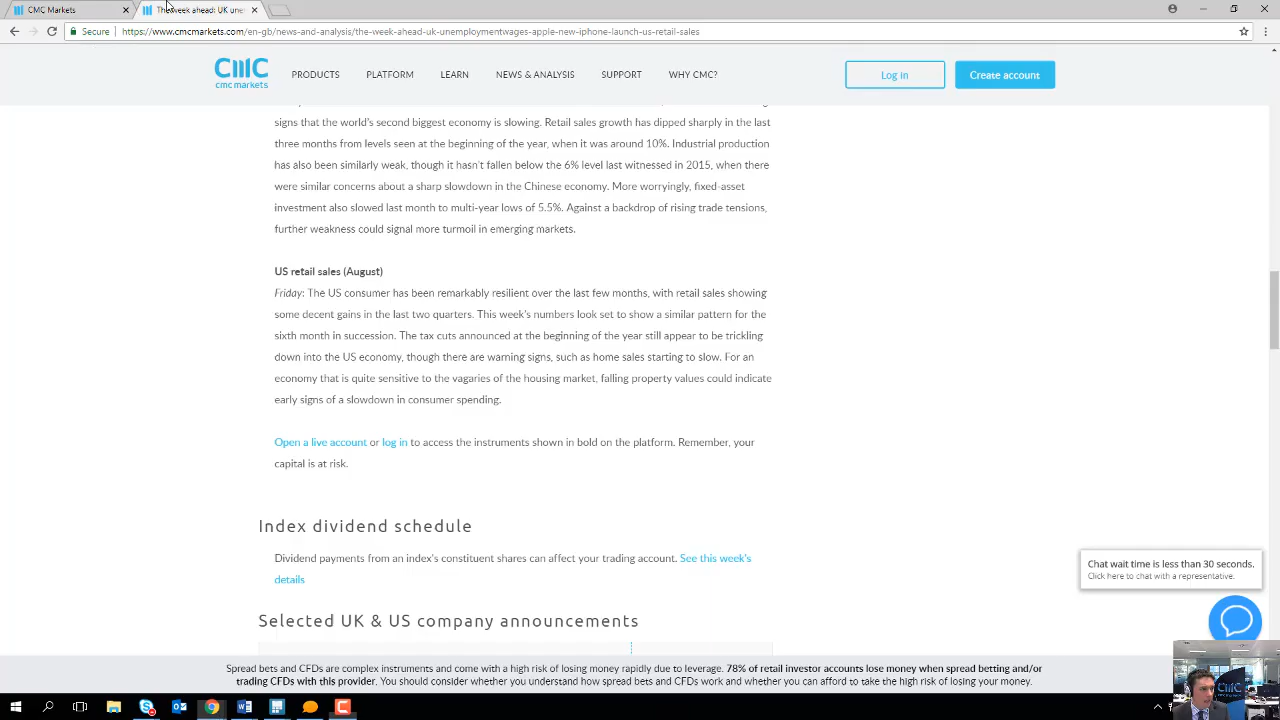 CMC Markets
The week ahead: UK une
Secure
https://www.cmcmarkets.com/en-gb/news-and-analysis/the-week-ahead-uk-unemploymentwages-apple-new-iphone-launch-us-retail-sales
cmc markets
PRODUCTS PLATFORM LEARN NEWS & ANALYSIS SUPPORT WHY CMC?
Log in
Create account
signs that the world's second biggest economy is slowing. Retail sales growth has dipped sharply in the last
three months from levels seen at the beginning of the year, when it was around 10%. Industrial production
has also been similarly weak, though it hasn't fallen below the 6% level last witnessed in 2015, when there
were similar concerns about a sharp slowdown in the Chinese economy. More worryingly, fixed-asset
investment also slowed last month to multi-year lows of 5.5%. Against a backdrop of rising trade tensions,
further weakness could signal more turmoil in emerging markets.
US retail sales (August)
Friday: The US consumer has been remarkably resilient over the last few months, with retail sales showing
some decent gains in the last two quarters. This week's numbers look set to show a similar pattern for the
sixth month in succession. The tax cuts announced at the beginning of the year still appear to be trickling
down into the US economy, though there are warning signs, such as home sales starting to slow. For an
economy that is quite sensitive to the vagaries of the housing market, falling property values could indicate
early signs of a slowdown in consumer spending.
Open a live account or log in to access the instruments shown in bold on the platform. Remember, your
capital is at risk.
Index dividend schedule
Dividend payments from an index's constituent shares can affect your trading account. See this week's
details
Selected UK & US company announcements
Chat wait time is less than 30 seconds.
Click here to chat with a representative.
Spread bets and CFDs are complex instruments and come with a high risk of losing money rapidly due to leverage. 78% of retail investor accounts lose money when spread betting and/or
trading CFDs with this provider. You should consider whether you understand how spread bets and CFDs work and whether you can afford to take the high risk of losing your money.